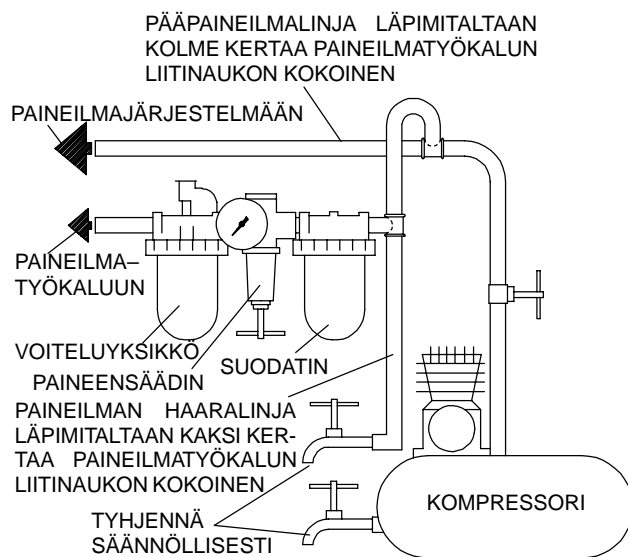 PÄÄPAINEILMALINJA LÄPIMITALTAAN
KOLME KERTAA PAINEILMATYÖKALUN
LIITINAUKON KOKOINEN
PAINEILMAJÄRJESTELMÄÄN
PAINEILMA–
TYÖKALUUN
VOITELUYKSIKKÖ
SUODATIN
PAINEENSÄÄDIN
PAINEILMAN HAARALINJA
LÄPIMITALTAAN KAKSI KER-
TAA PAINEILMATYÖKALUN
LIITINAUKON KOKOINEN
KOMPRESSORI
TYHJENNÄ
SÄÄNNÖLLISESTI